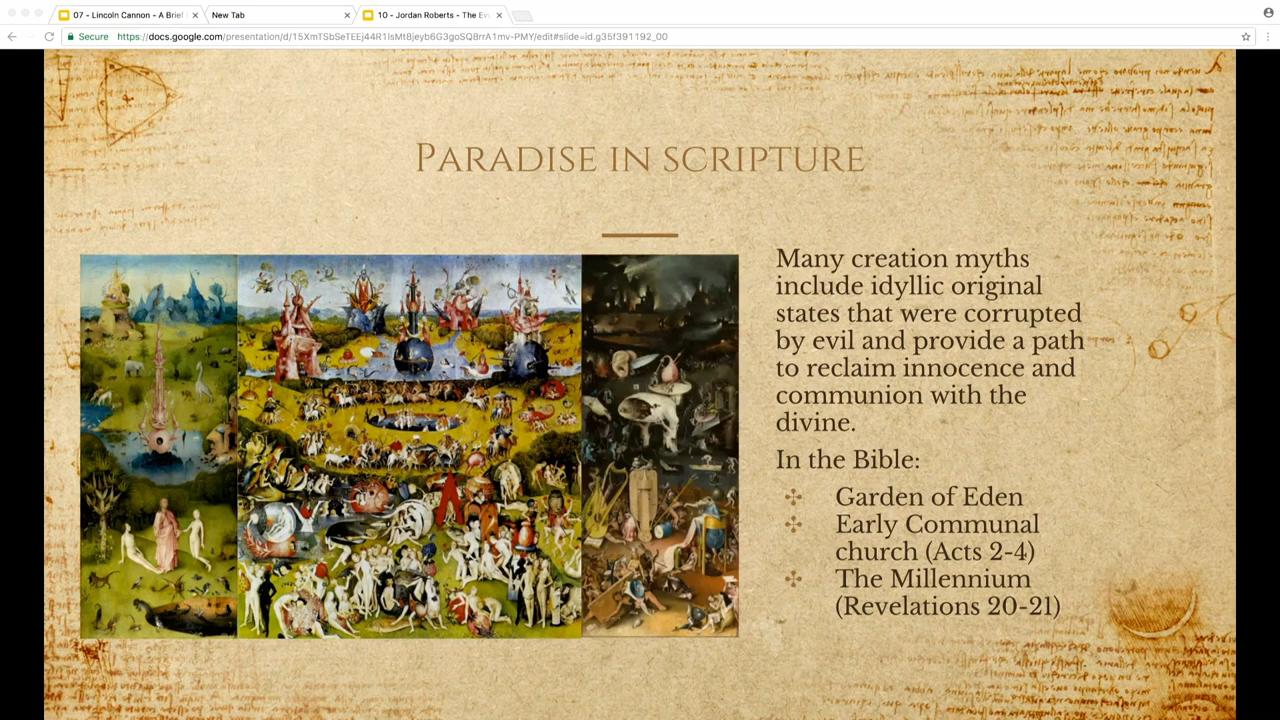 07 - Lincoln Cannon - A Brief
New Tab
10 - Jordan Roberts - The Ev
Secure
https://docs.google.com/presentation/d/15XmTSbSeTEEj44R1lsMt8jeyb6G3goSQBrrA1mv-PMY/edit#slide=id.g35f391192_00
Paradise in scripture
Many creation myths
include idyllic original
states that were corrupted
by evil and provide a path
to reclaim innocence and
communion with the
divine.
In the Bible:
Garden of Eden
Early Communal
church (Acts 2-4)
The Millennium
(Revelations 20-21)